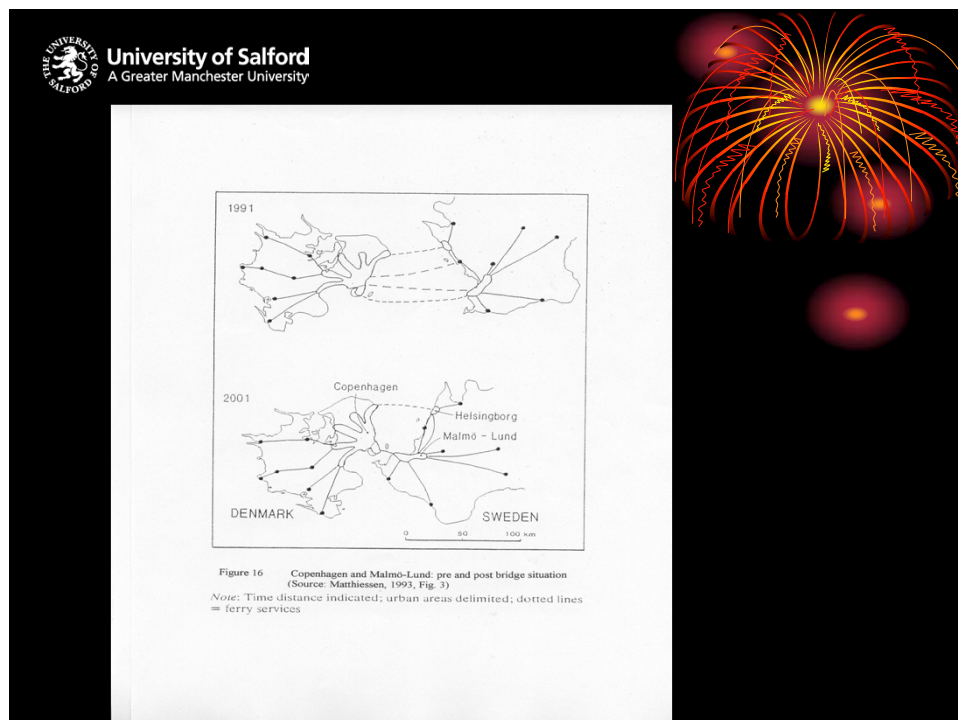 THE UNIVERSITY OF SALFORD
University of Salford
A Greater Manchester University
1991
2001
Copenhagen
Helsingborg
Malmö – Lund
DENMARK
SWEDEN
0 50 100 km
Figure 16 Copenhagen and Malmö-Lund: pre and post bridge situation
(Source: Matthiessen, 1993, Fig. 3)
Note: Time distance indicated; urban areas delimited; dotted lines
= ferry services